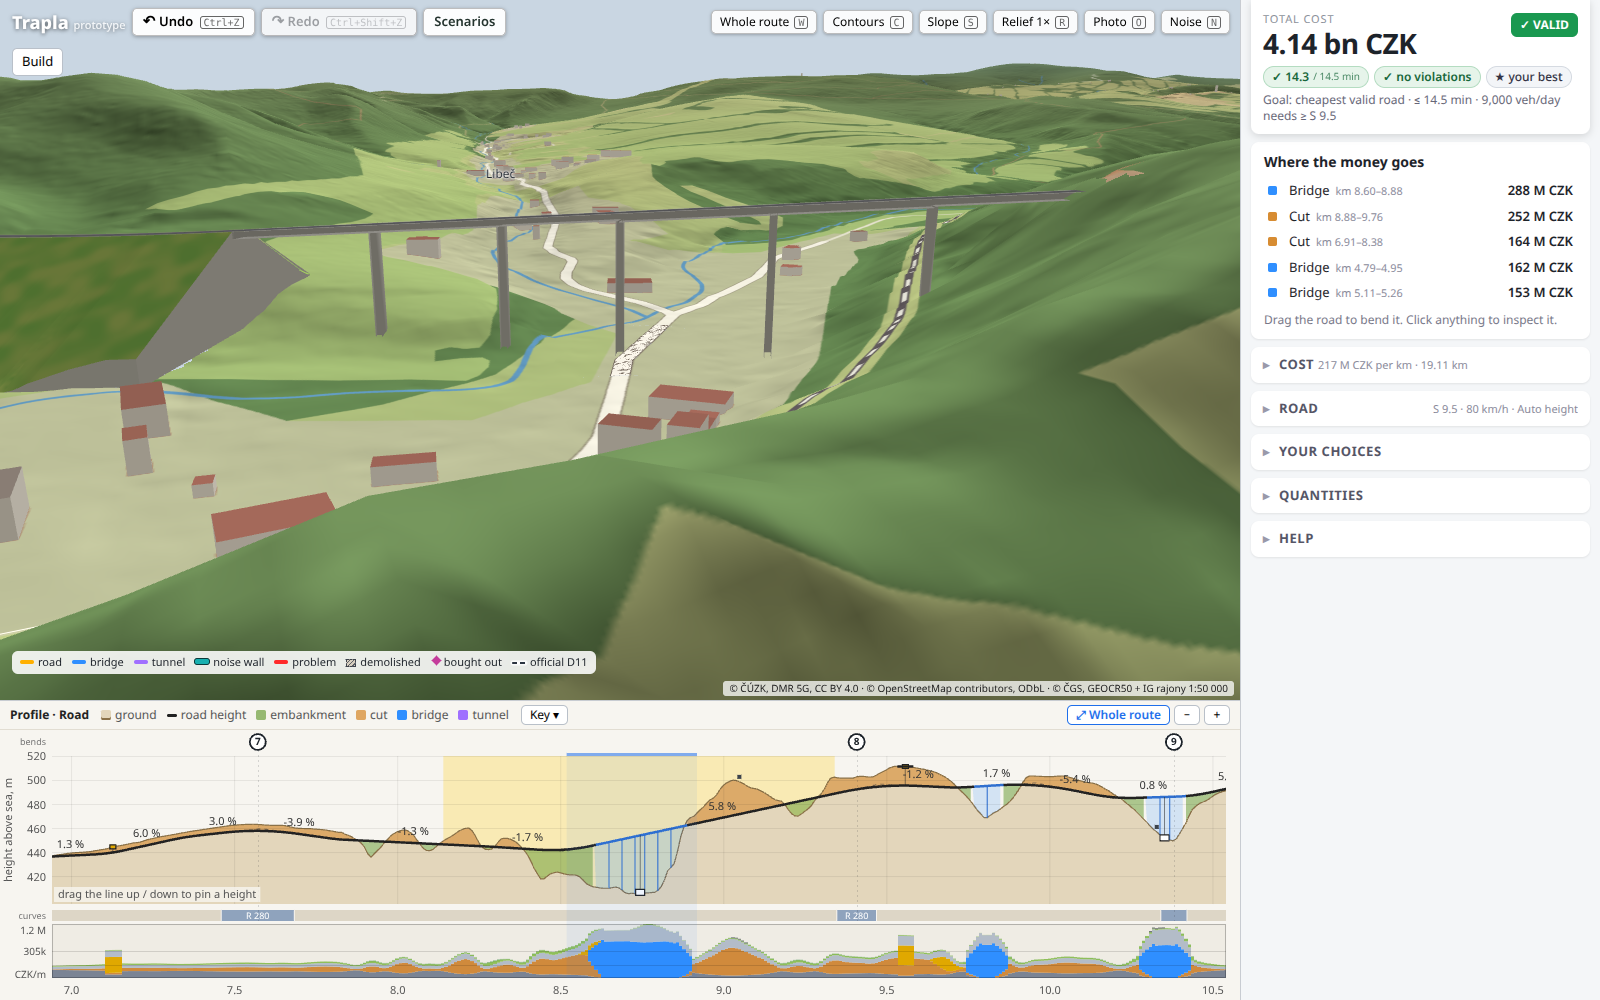 Trapla prototype
↶ Undo Ctrl+Z
↷ Redo Ctrl+Shift+Z
Scenarios
Whole route W
Contours C
Slope S
Relief 1× R
Photo O
Noise N
Build
Libeč
road
bridge
tunnel
noise wall
problem
demolished
bought out
official D11
© ČÚZK, DMR 5G, CC BY 4.0 · © OpenStreetMap contributors, ODbL · © ČGS, GEOCR50 + IG rajony 1:50 000
TOTAL COST
4.14 bn CZK
✓ VALID
✓ 14.3 / 14.5 min
✓ no violations
★ your best
Goal: cheapest valid road · ≤ 14.5 min · 9,000 veh/day
needs ≥ S 9.5
Where the money goes
Bridge km 8.60–8.88 288 M CZK
Cut km 8.88–9.76 252 M CZK
Cut km 6.91–8.38 164 M CZK
Bridge km 4.79–4.95 162 M CZK
Bridge km 5.11–5.26 153 M CZK
Drag the road to bend it. Click anything to inspect it.
▸ COST 217 M CZK per km · 19.11 km
▸ ROAD S 9.5 · 80 km/h · Auto height
▸ YOUR CHOICES
▸ QUANTITIES
▸ HELP
Profile · Road
ground
road height
embankment
cut
bridge
tunnel
Key ▾
⤢ Whole route
−
+
bends
7
8
9
height above sea, m
520
500
480
460
440
420
1.3 %
6.0 %
3.0 %
-3.9 %
-1.3 %
-1.7 %
5.8 %
-1.2 %
1.7 %
-5.4 %
0.8 %
5.
drag the line up / down to pin a height
curves
R 280
R 280
1.2 M
305k
CZK/m
7.0
7.5
8.0
8.5
9.0
9.5
10.0
10.5